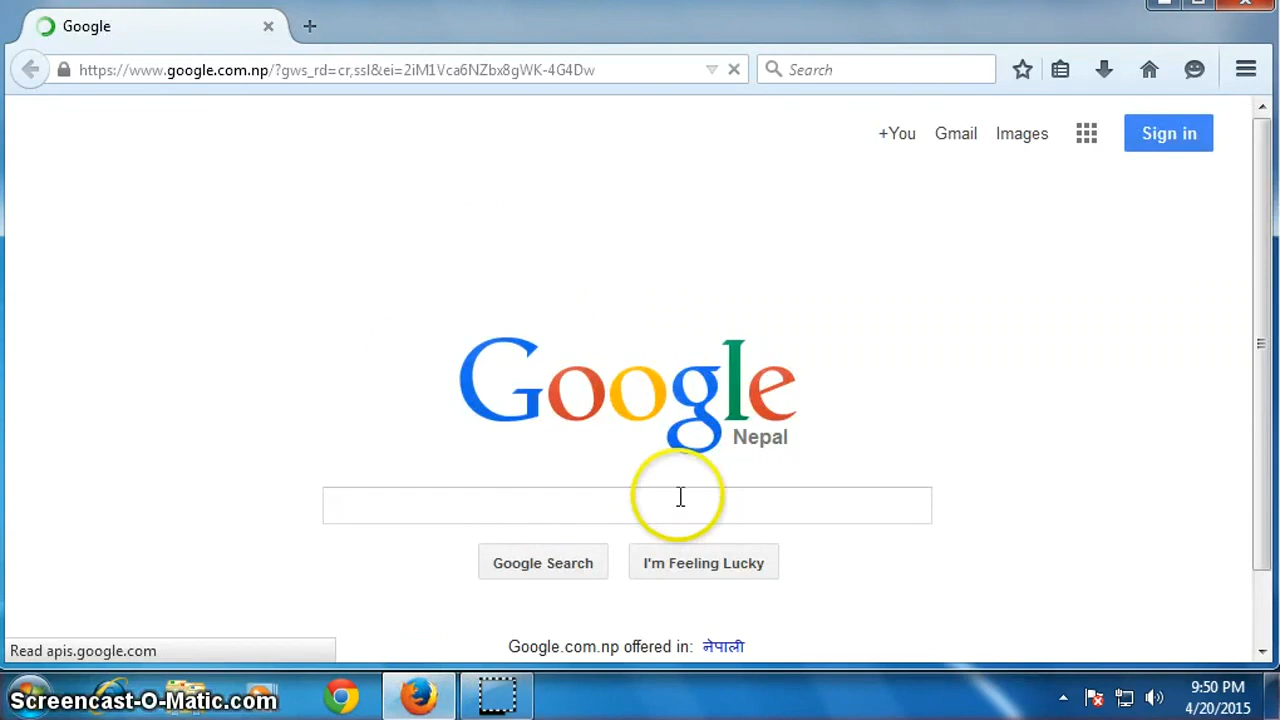 Google
https://www.google.com.np/?gws_rd=cr,ssl&ei=2iM1Vca6NZbx8gWK-4G4Dw
Search
+You Gmail Images Sign in
Google
Nepal
Google Search I'm Feeling Lucky
Google.com.np offered in: नेपाली
Read apis.google.com
Screencast-O-Matic.com
9:50 PM
4/20/2015